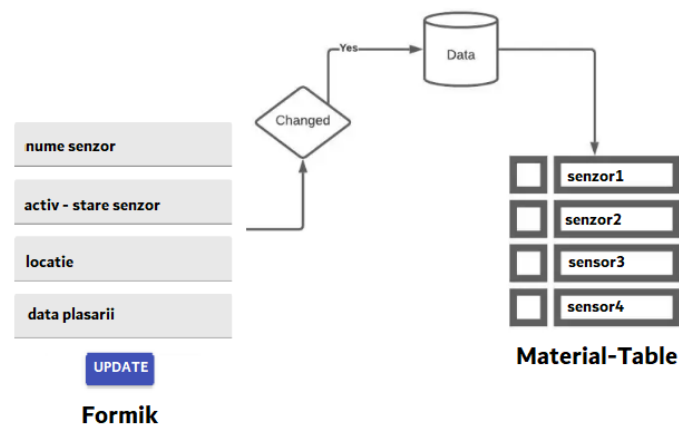 Yes
Data
Changed
nume senzor
activ - stare senzor
locatie
data plasarii
UPDATE
Formik
senzor1
senzor2
sensor3
sensor4
Material-Table